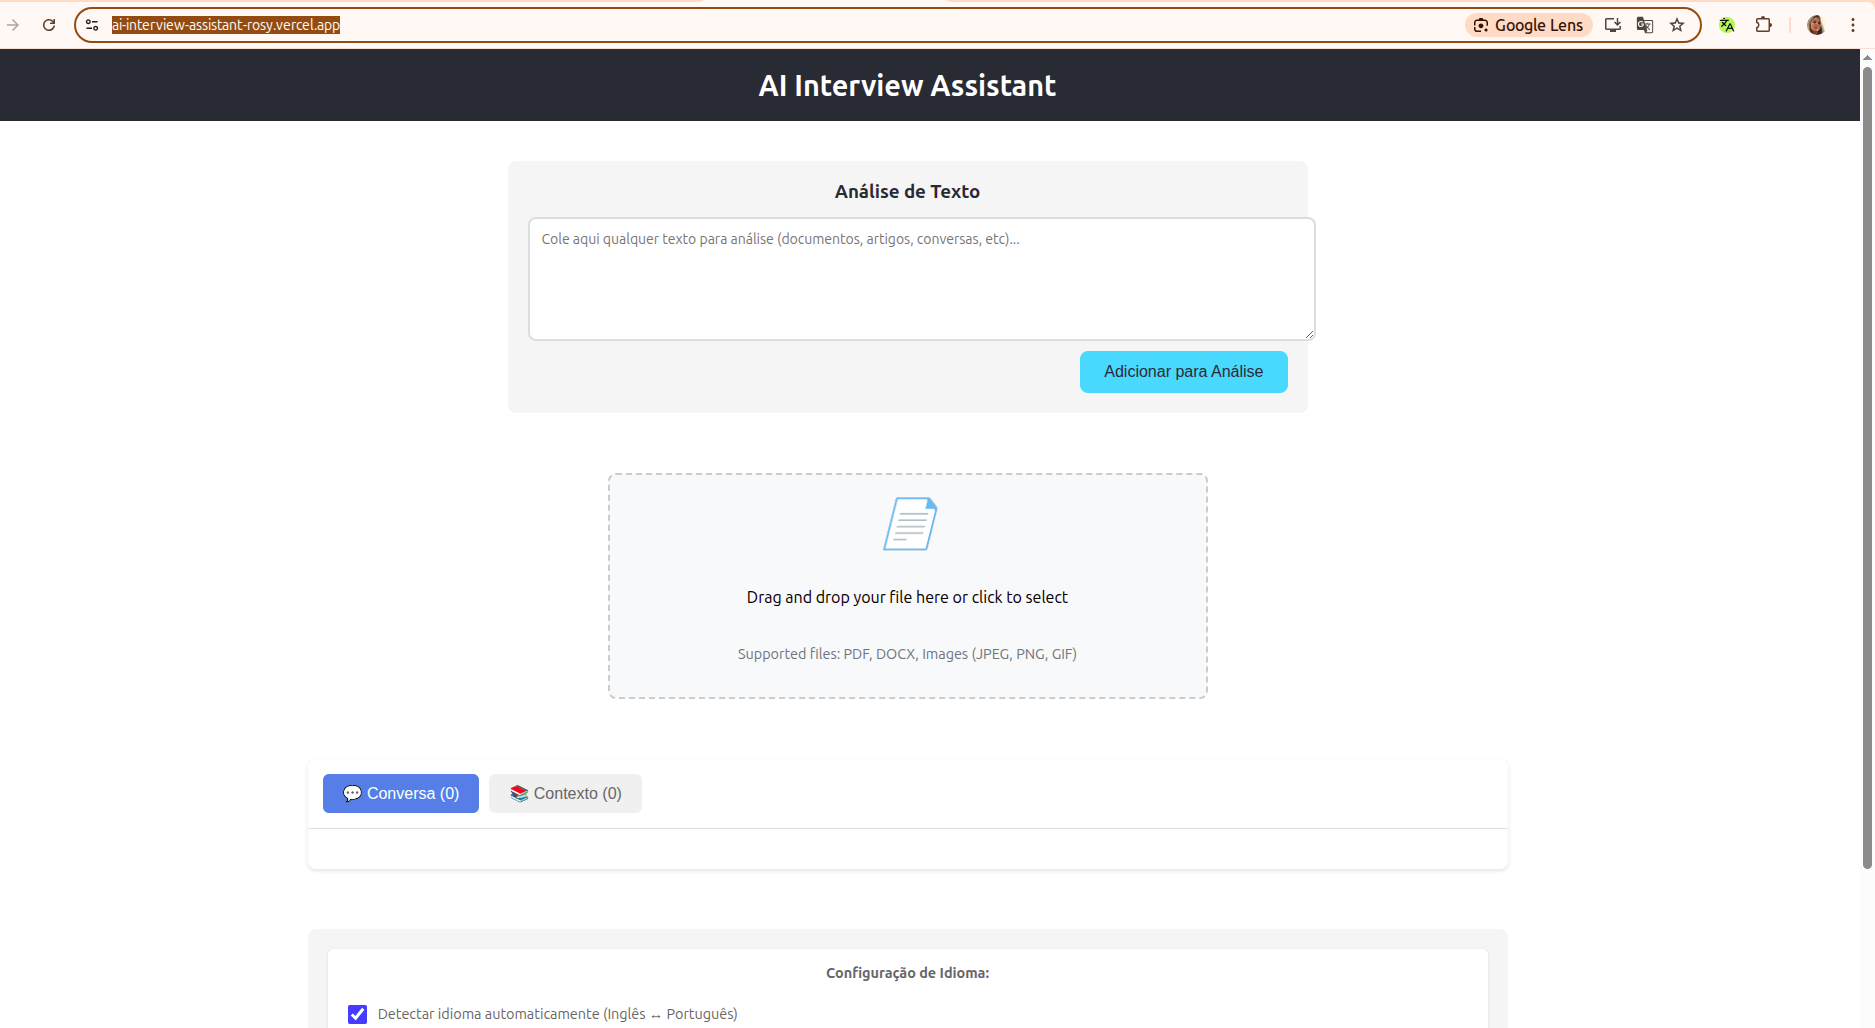 ai-interview-assistant-rosy.vercel.app
Google Lens
AI Interview Assistant
Análise de Texto
Cole aqui qualquer texto para análise (documentos, artigos, conversas, etc)...
Adicionar para Análise
Drag and drop your file here or click to select
Supported files: PDF, DOCX, Images (JPEG, PNG, GIF)
💬 Conversa (0)
📚 Contexto (0)
Configuração de Idioma:
Detectar idioma automaticamente (Inglês ↔ Português)